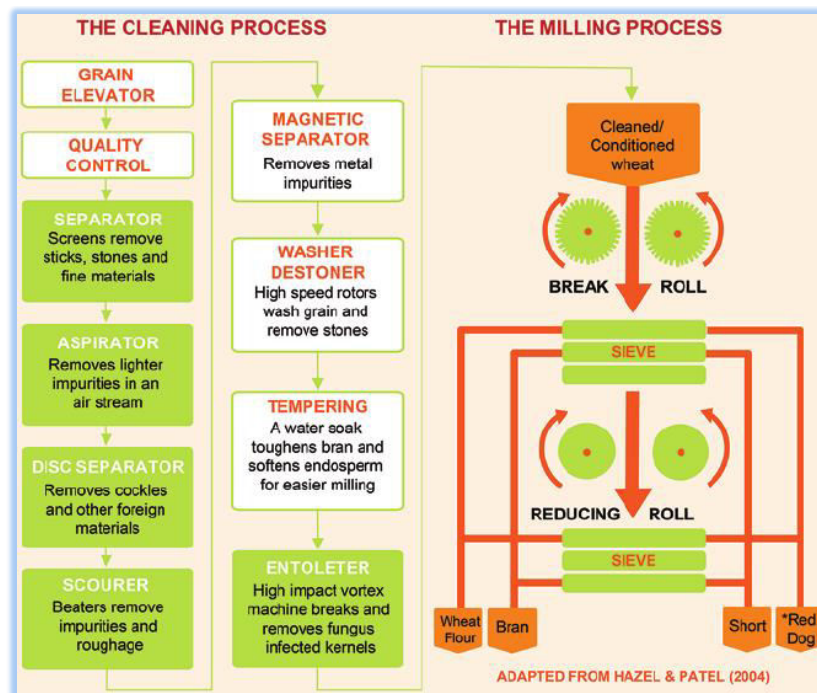 THE CLEANING PROCESS
GRAIN
ELEVATOR
QUALITY
CONTROL
SEPARATOR
Screens remove
sticks, stones and
fine materials
ASPIRATOR
Removes lighter
impurities in an
air stream
DISC SEPARATOR
Removes cockles
and other foreign
materials
SCOURER
Beaters remove
impurities and
roughage
MAGNETIC
SEPARATOR
Removes metal
impurities
WASHER
DESTONER
High speed rotors
wash grain and
remove stones
TEMPERING
A water soak
toughens bran and
softens endosperm
for easier milling
ENTOLETER
High impact vortex
machine breaks and
removes fungus
infected kernels
THE MILLING PROCESS
Cleaned/
Conditioned
wheat
BREAK ROLL
SIEVE
REDUCING ROLL
SIEVE
Wheat
Flour
Bran
Short
*Red
Dog
ADAPTED FROM HAZEL & PATEL (2004)